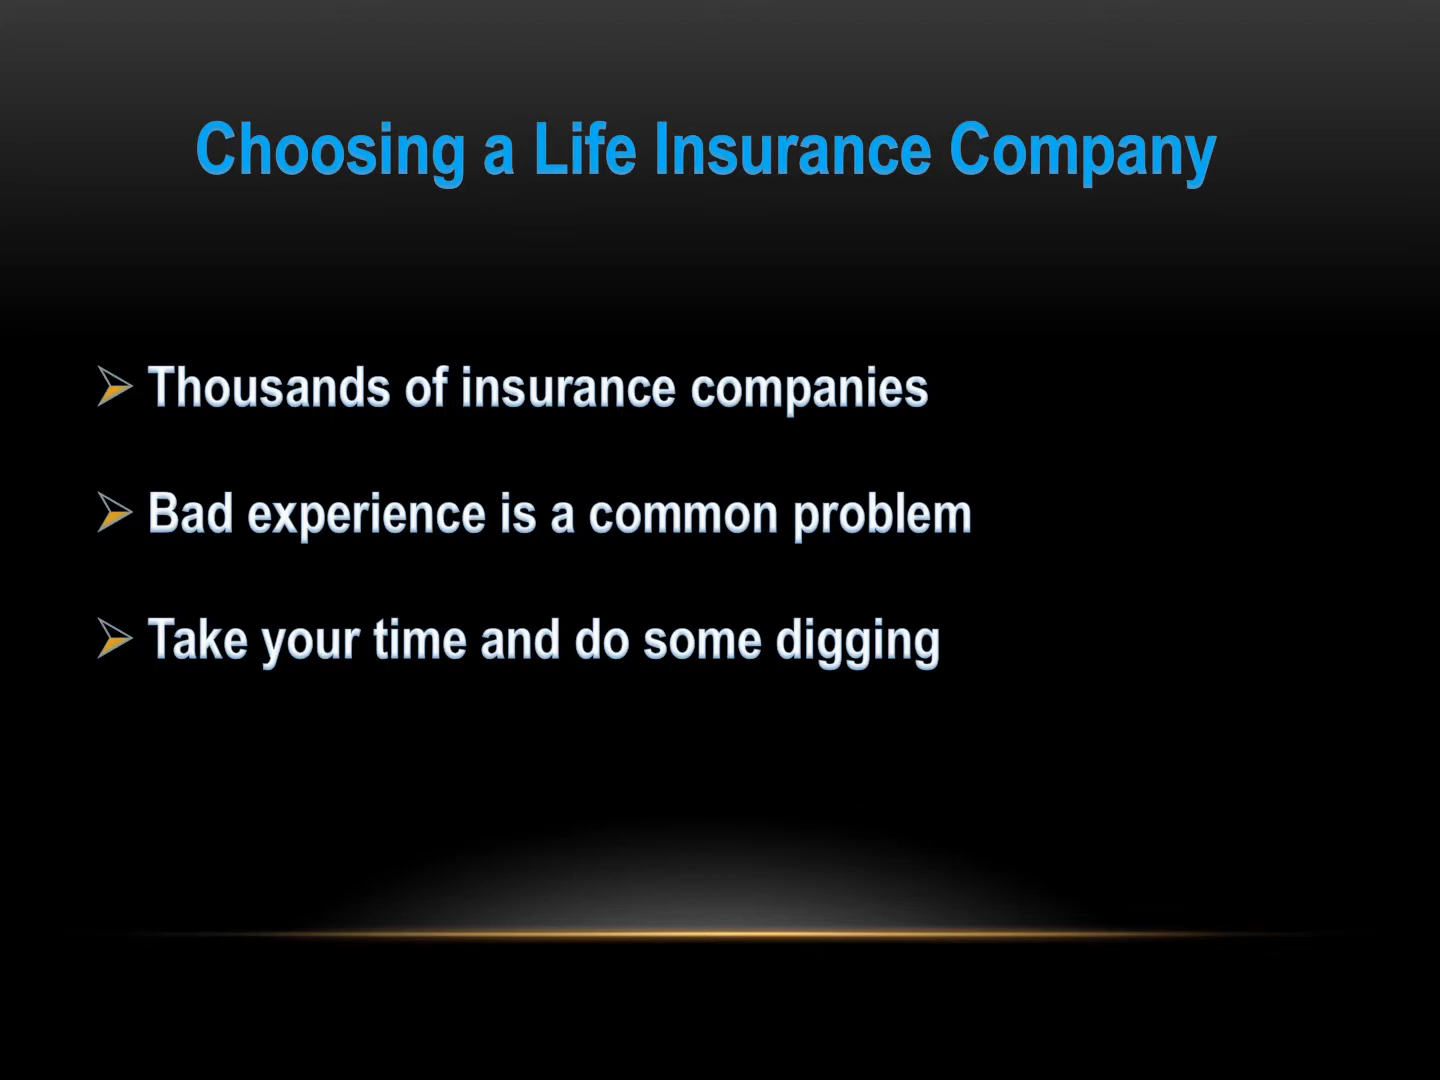 Choosing a Life Insurance Company
Thousands of insurance companies
Bad experience is a common problem
Take your time and do some digging